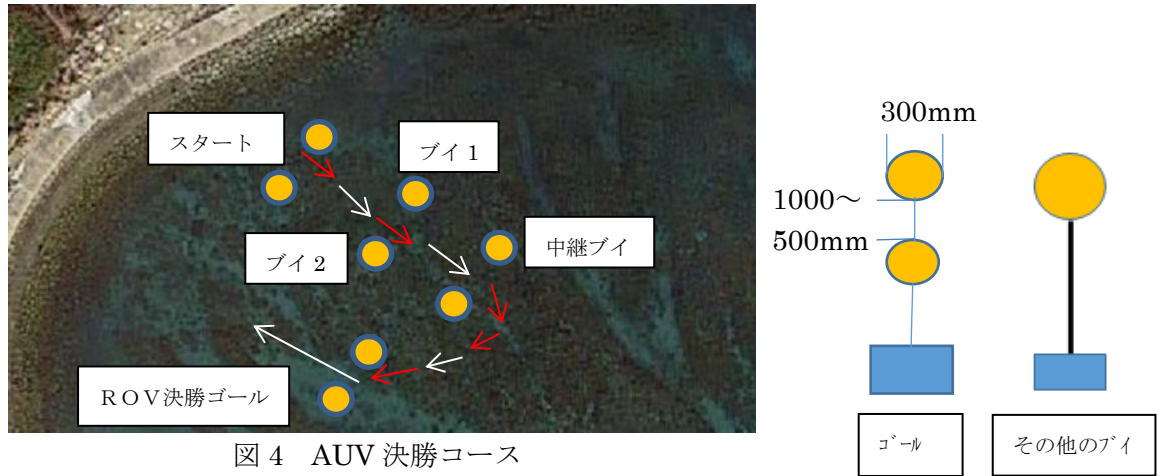 スタート
ブイ 1
ブイ 2
中継ブイ
ROV決勝ゴール
図 4 AUV 決勝コース
300mm
1000～
500mm
ｺﾞｰﾙ
その他のﾌﾞｲ